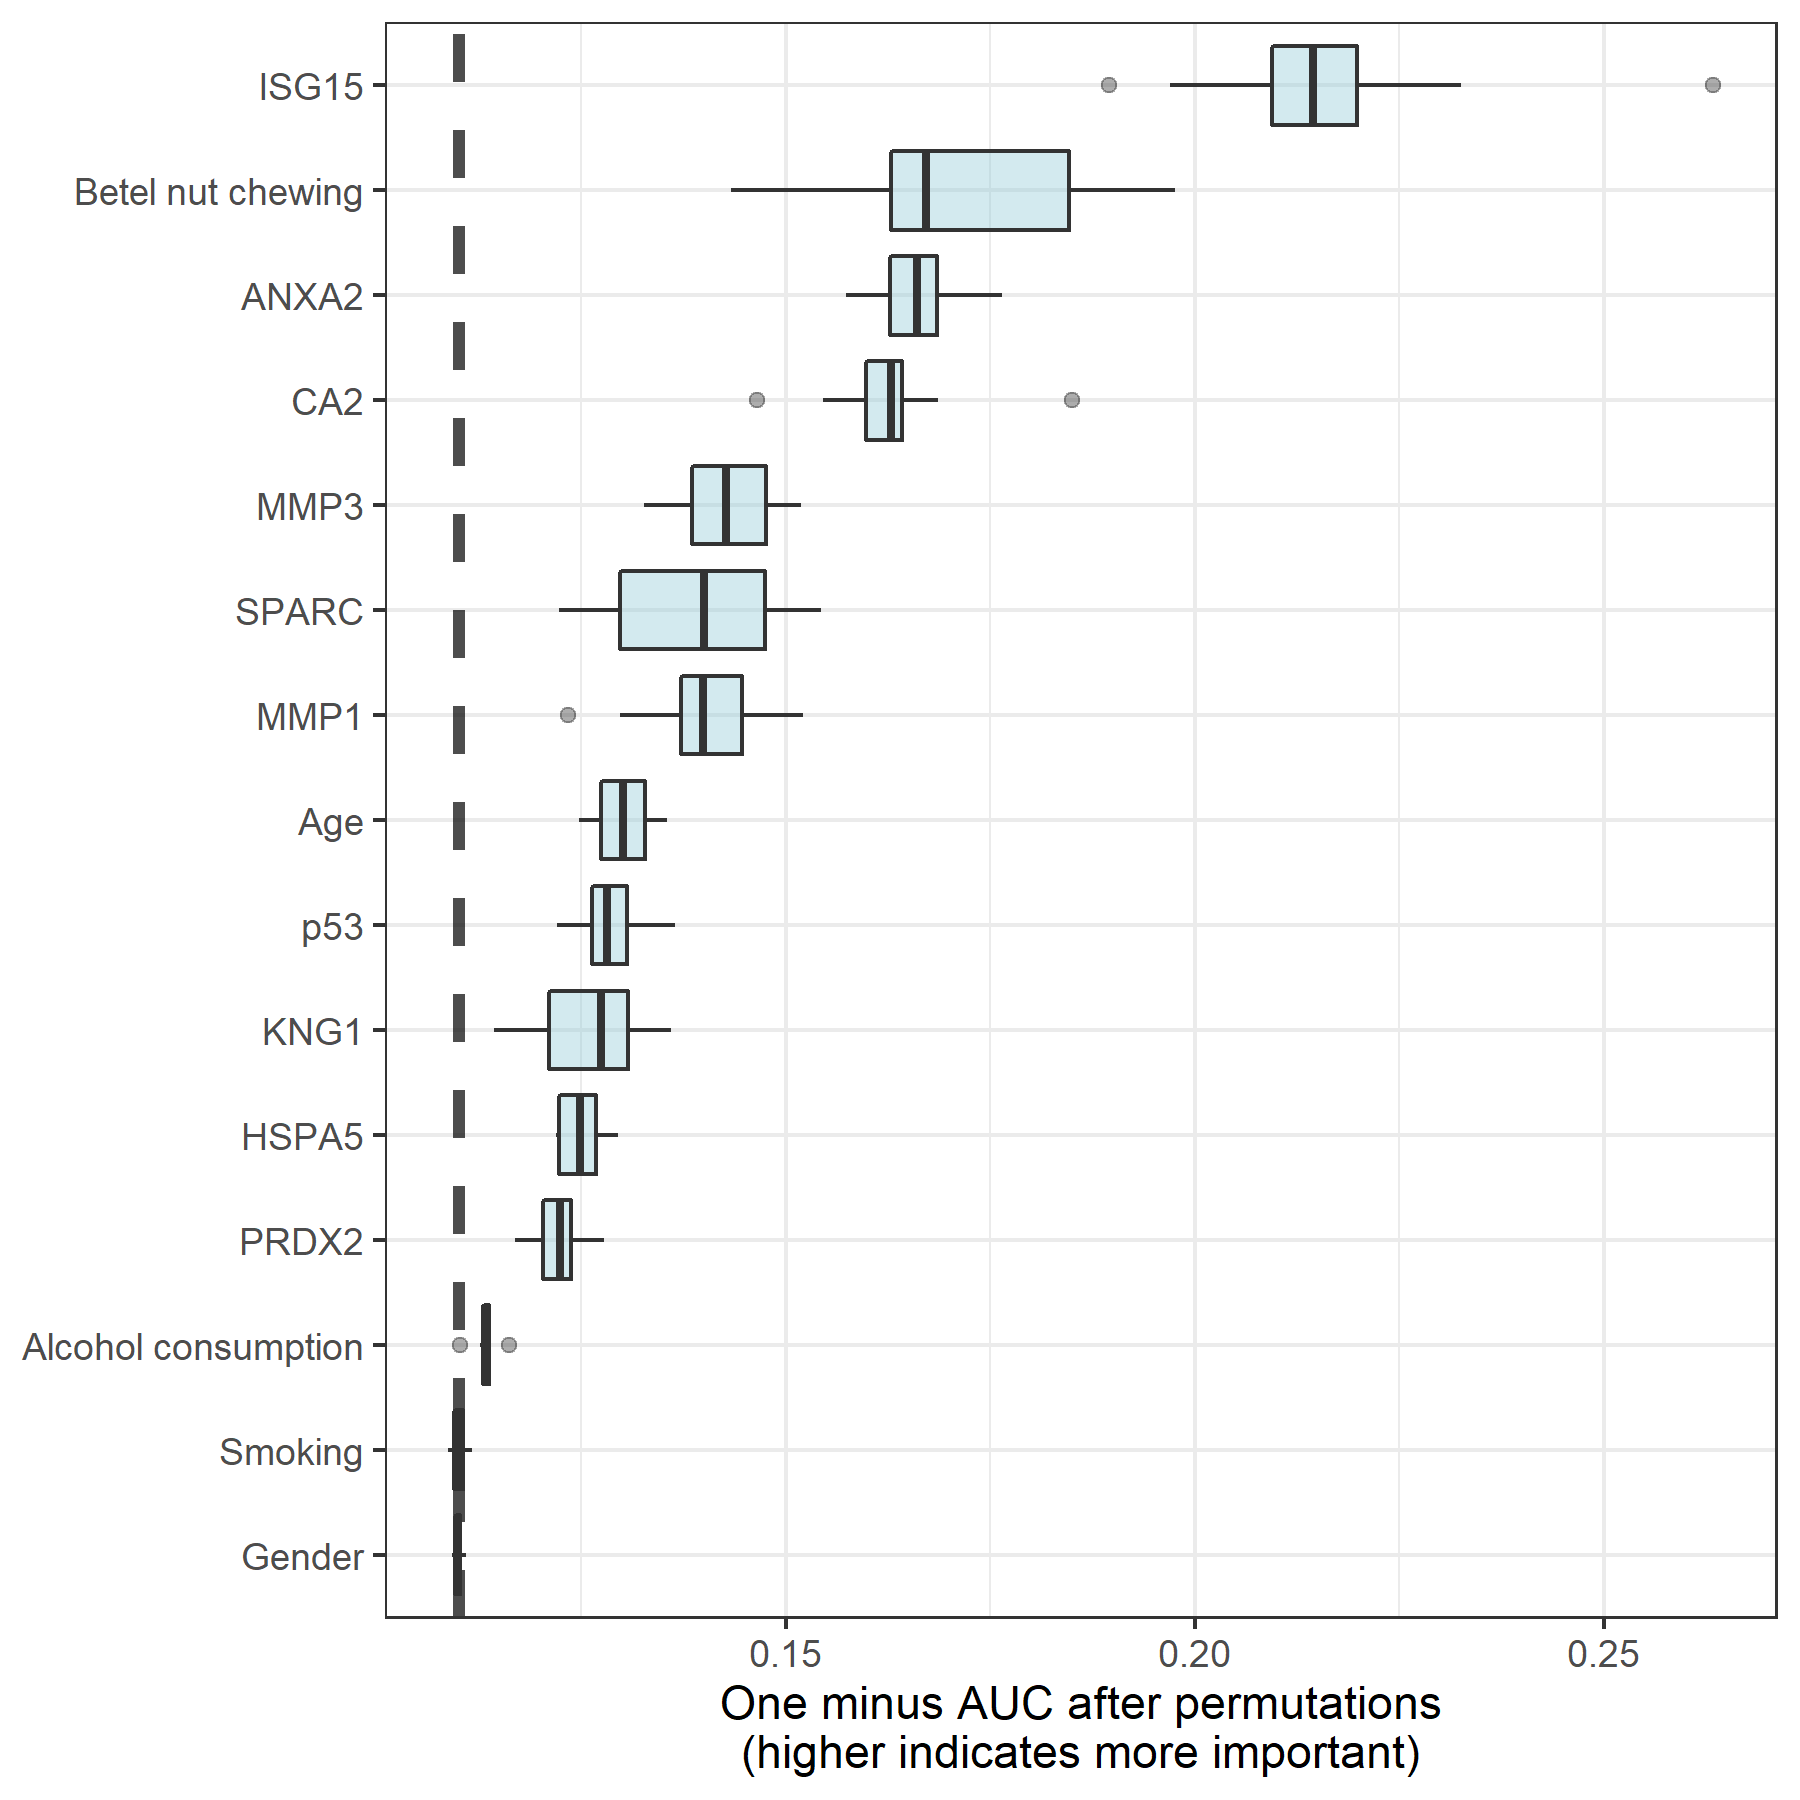 ISG15
Betel nut chewing
ANXA2
CA2
MMP3
SPARC
MMP1
Age
p53
KNG1
HSPA5
PRDX2
Alcohol consumption
Smoking
Gender
0.15 0.20 0.25
One minus AUC after permutations
(higher indicates more important)